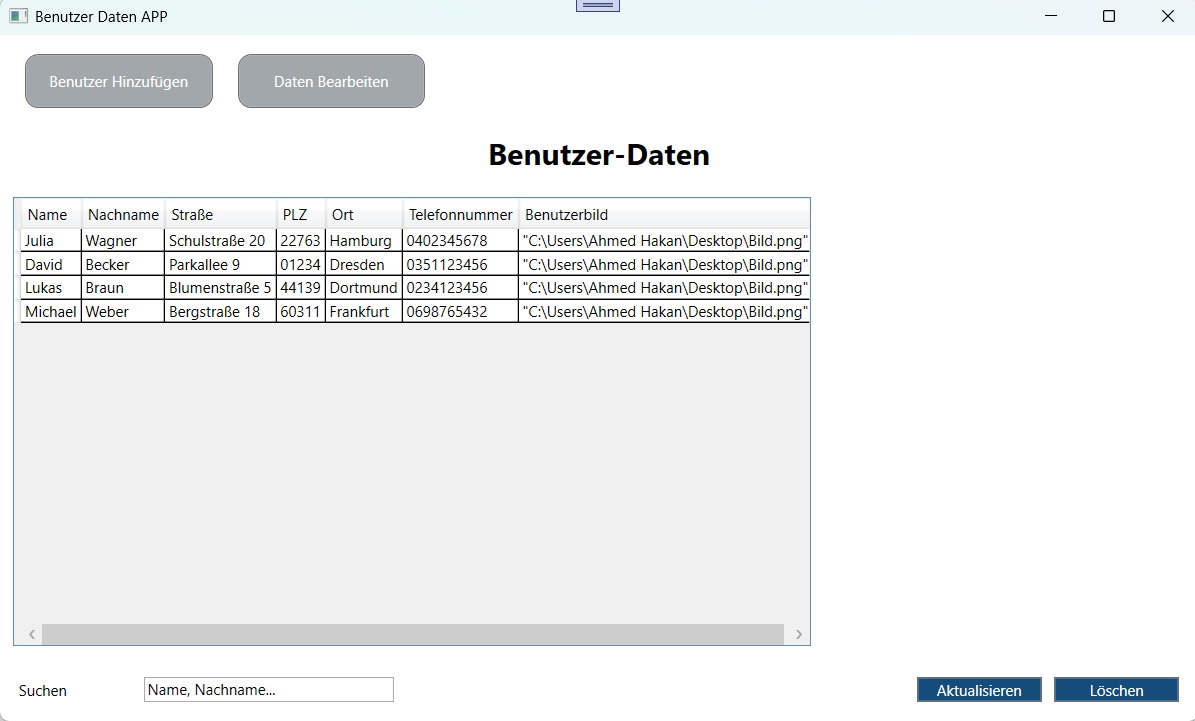 Benutzer Daten APP
Benutzer Hinzufügen Daten Bearbeiten
Benutzer-Daten
Name Nachname Straße PLZ Ort Telefonnummer Benutzerbild
Julia Wagner Schulstraße 20 22763 Hamburg 0402345678 "C:\Users\Ahmed Hakan\Desktop\Bild.png"
David Becker Parkallee 9 01234 Dresden 0351123456 "C:\Users\Ahmed Hakan\Desktop\Bild.png"
Lukas Braun Blumenstraße 5 44139 Dortmund 0234123456 "C:\Users\Ahmed Hakan\Desktop\Bild.png"
Michael Weber Bergstraße 18 60311 Frankfurt 0698765432 "C:\Users\Ahmed Hakan\Desktop\Bild.png"
Suchen Name, Nachname... Aktualisieren Löschen